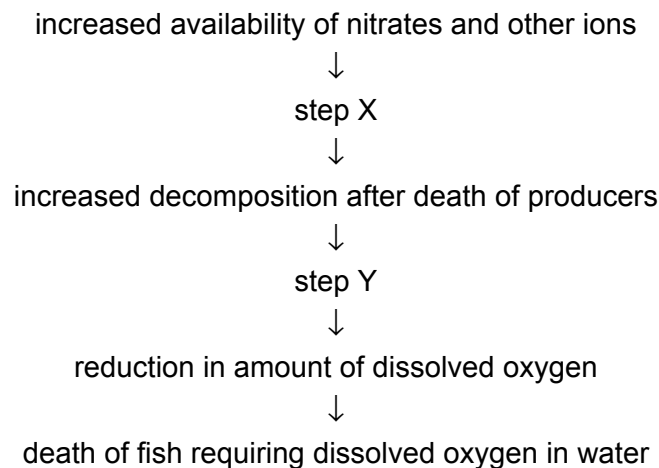 increased availability of nitrates and other ions
↓
step X
↓
increased decomposition after death of producers
↓
step Y
↓
reduction in amount of dissolved oxygen
↓
death of fish requiring dissolved oxygen in water